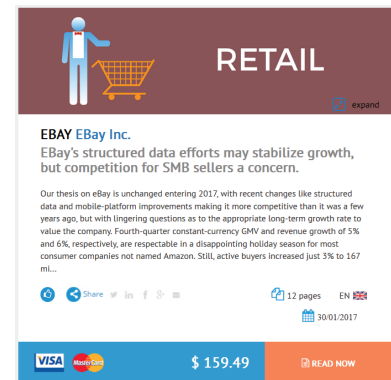 RETAIL
expand
EBAY EBay Inc.
EBay's structured data efforts may stabilize growth,
but competition for SMB sellers a concern.
Our thesis on eBay is unchanged entering 2017, with recent changes like structured
data and mobile-platform improvements making it more competitive than it was a few
years ago, but with lingering questions as to the appropriate long-term growth rate to
value the company. Fourth-quarter constant-currency GMV and revenue growth of 5%
and 6%, respectively, are respectable in a disappointing holiday season for most
consumer companies not named Amazon. Still, active buyers increased just 3% to 167
mi...
Share
12 pages EN
30/01/2017
VISA MasterCard $ 159.49 READ NOW